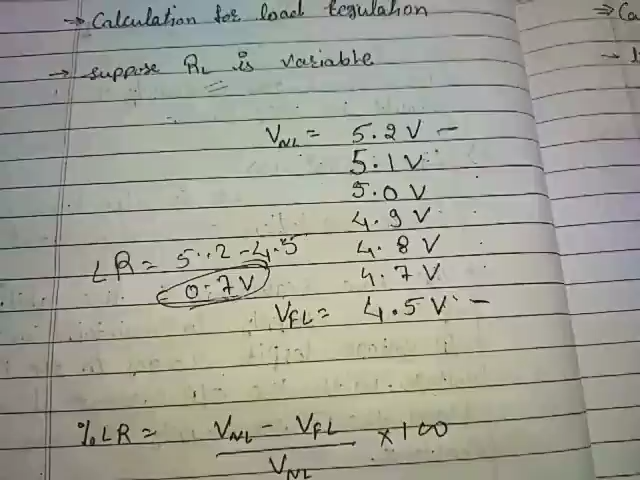 → Calculation for load regulation
→ suppose RL is variable
VNL = 5.2 V –
5.1 V
5.0 V
4.9 V
4.8 V
4.7 V
VFL = 4.5 V –
LR = 5.2 - 4.5
0.7 V
% LR = VNL - VFL / VNL × 100
⇒ Ca